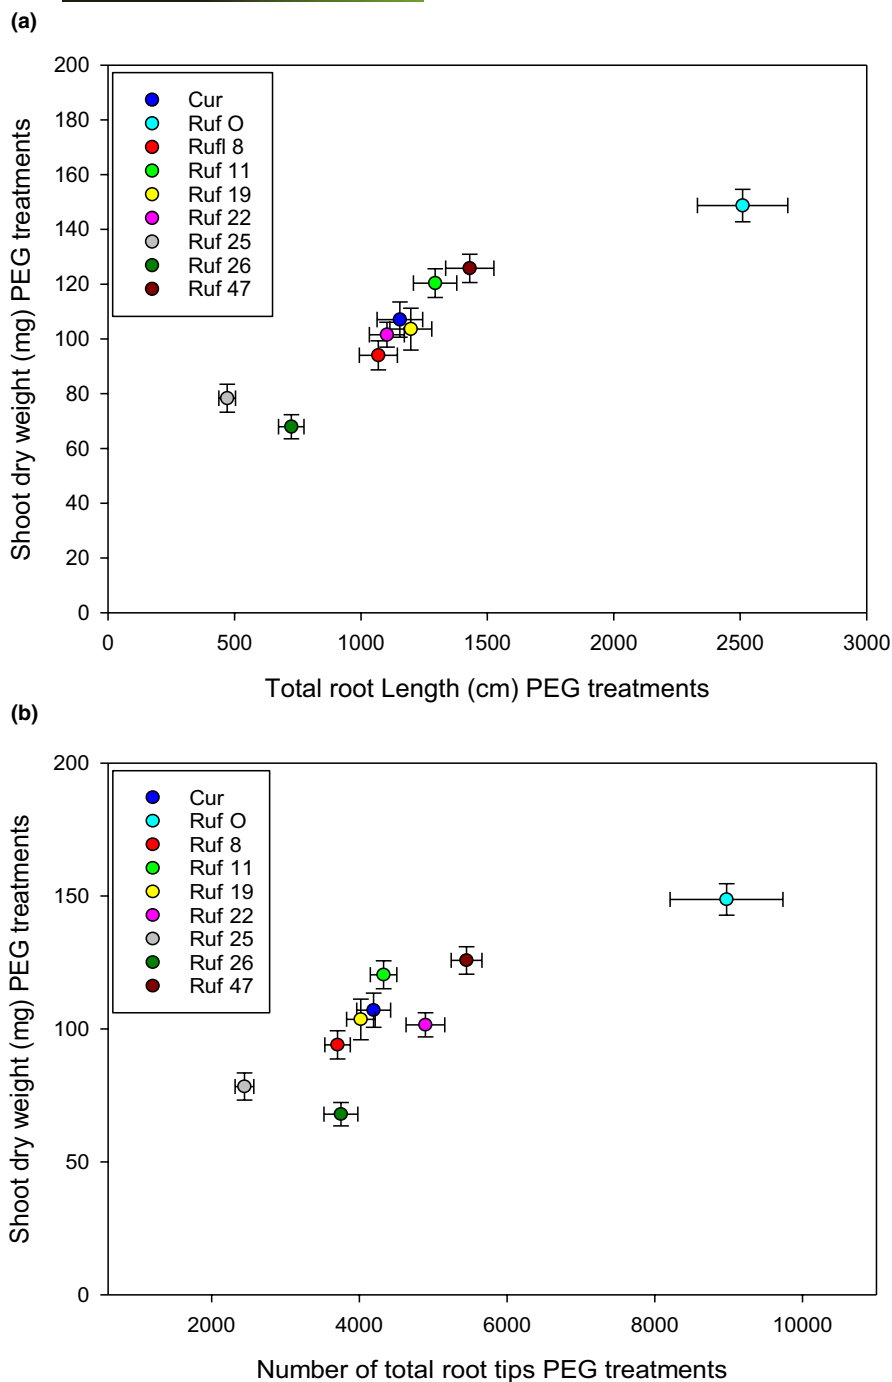 (a)
200
180
160
140
120
100
80
60
40
20
0
Shoot dry weight (mg) PEG treatments
Cur
Ruf O
Rufl 8
Ruf 11
Ruf 19
Ruf 22
Ruf 25
Ruf 26
Ruf 47
0 500 1000 1500 2000 2500 3000
Total root Length (cm) PEG treatments
(b)
200
150
100
50
0
Shoot dry weight (mg) PEG treatments
Cur
Ruf O
Ruf 8
Ruf 11
Ruf 19
Ruf 22
Ruf 25
Ruf 26
Ruf 47
2000 4000 6000 8000 10000
Number of total root tips PEG treatments